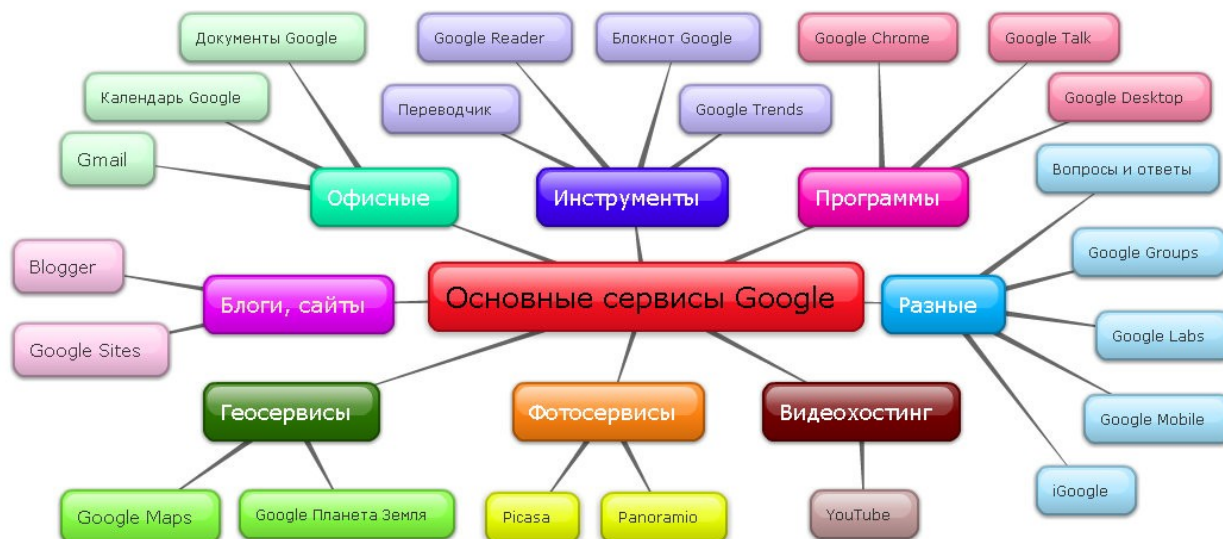 Документы Google
Google Reader
Блокнот Google
Google Chrome
Google Talk
Календарь Google
Переводчик
Google Trends
Google Desktop
Gmail
Вопросы и ответы
Офисные
Инструменты
Программы
Blogger
Google Groups
Блоги, сайты
Основные сервисы Google
Разные
Google Sites
Google Labs
Геосервисы
Фотосервисы
Видеохостинг
Google Mobile
iGoogle
Google Maps
Google Планета Земля
Picasa
Panoramio
YouTube